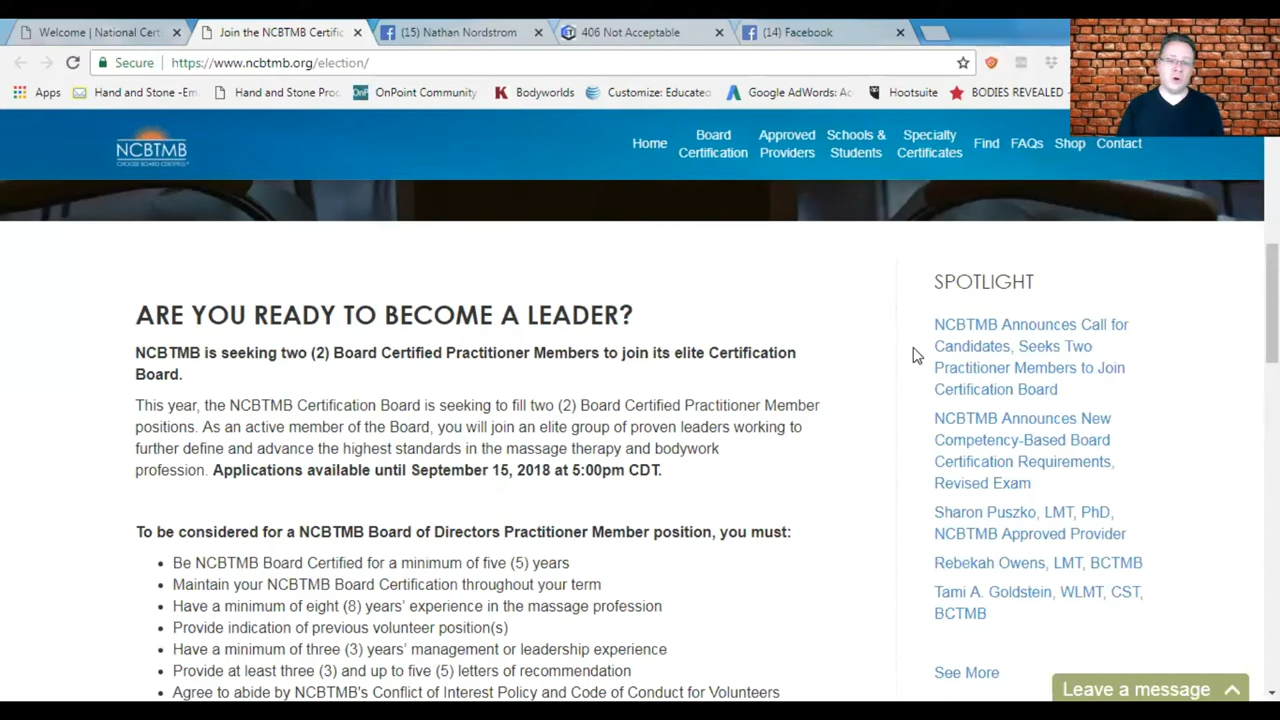 Welcome | National Cert
Join the NCBTMB Certific
(15) Nathan Nordstrom
406 Not Acceptable
(14) Facebook
Secure
https://www.ncbtmb.org/election/
Apps
Hand and Stone -Em
Hand and Stone Pro
OnPoint Community
Bodyworlds
Customize: Educato
Google AdWords: Ac
Hootsuite
BODIES REVEALED
NCBTMB
CHOOSE BOARD CERTIFIED
Home
Board
Certification
Approved
Providers
Schools &
Students
Specialty
Certificates
Find
FAQs
Shop
Contact
ARE YOU READY TO BECOME A LEADER?
NCBTMB is seeking two (2) Board Certified Practitioner Members to join its elite Certification
Board.
This year, the NCBTMB Certification Board is seeking to fill two (2) Board Certified Practitioner Member
positions. As an active member of the Board, you will join an elite group of proven leaders working to
further define and advance the highest standards in the massage therapy and bodywork
profession. Applications available until September 15, 2018 at 5:00pm CDT.
To be considered for a NCBTMB Board of Directors Practitioner Member position, you must:
• Be NCBTMB Board Certified for a minimum of five (5) years
• Maintain your NCBTMB Board Certification throughout your term
• Have a minimum of eight (8) years' experience in the massage profession
• Provide indication of previous volunteer position(s)
• Have a minimum of three (3) years' management or leadership experience
• Provide at least three (3) and up to five (5) letters of recommendation
• Agree to abide by NCBTMB's Conflict of Interest Policy and Code of Conduct for Volunteers
SPOTLIGHT
NCBTMB Announces Call for
Candidates, Seeks Two
Practitioner Members to Join
Certification Board
NCBTMB Announces New
Competency-Based Board
Certification Requirements,
Revised Exam
Sharon Puszko, LMT, PhD,
NCBTMB Approved Provider
Rebekah Owens, LMT, BCTMB
Tami A. Goldstein, WLMT, CST,
BCTMB
See More
Leave a message